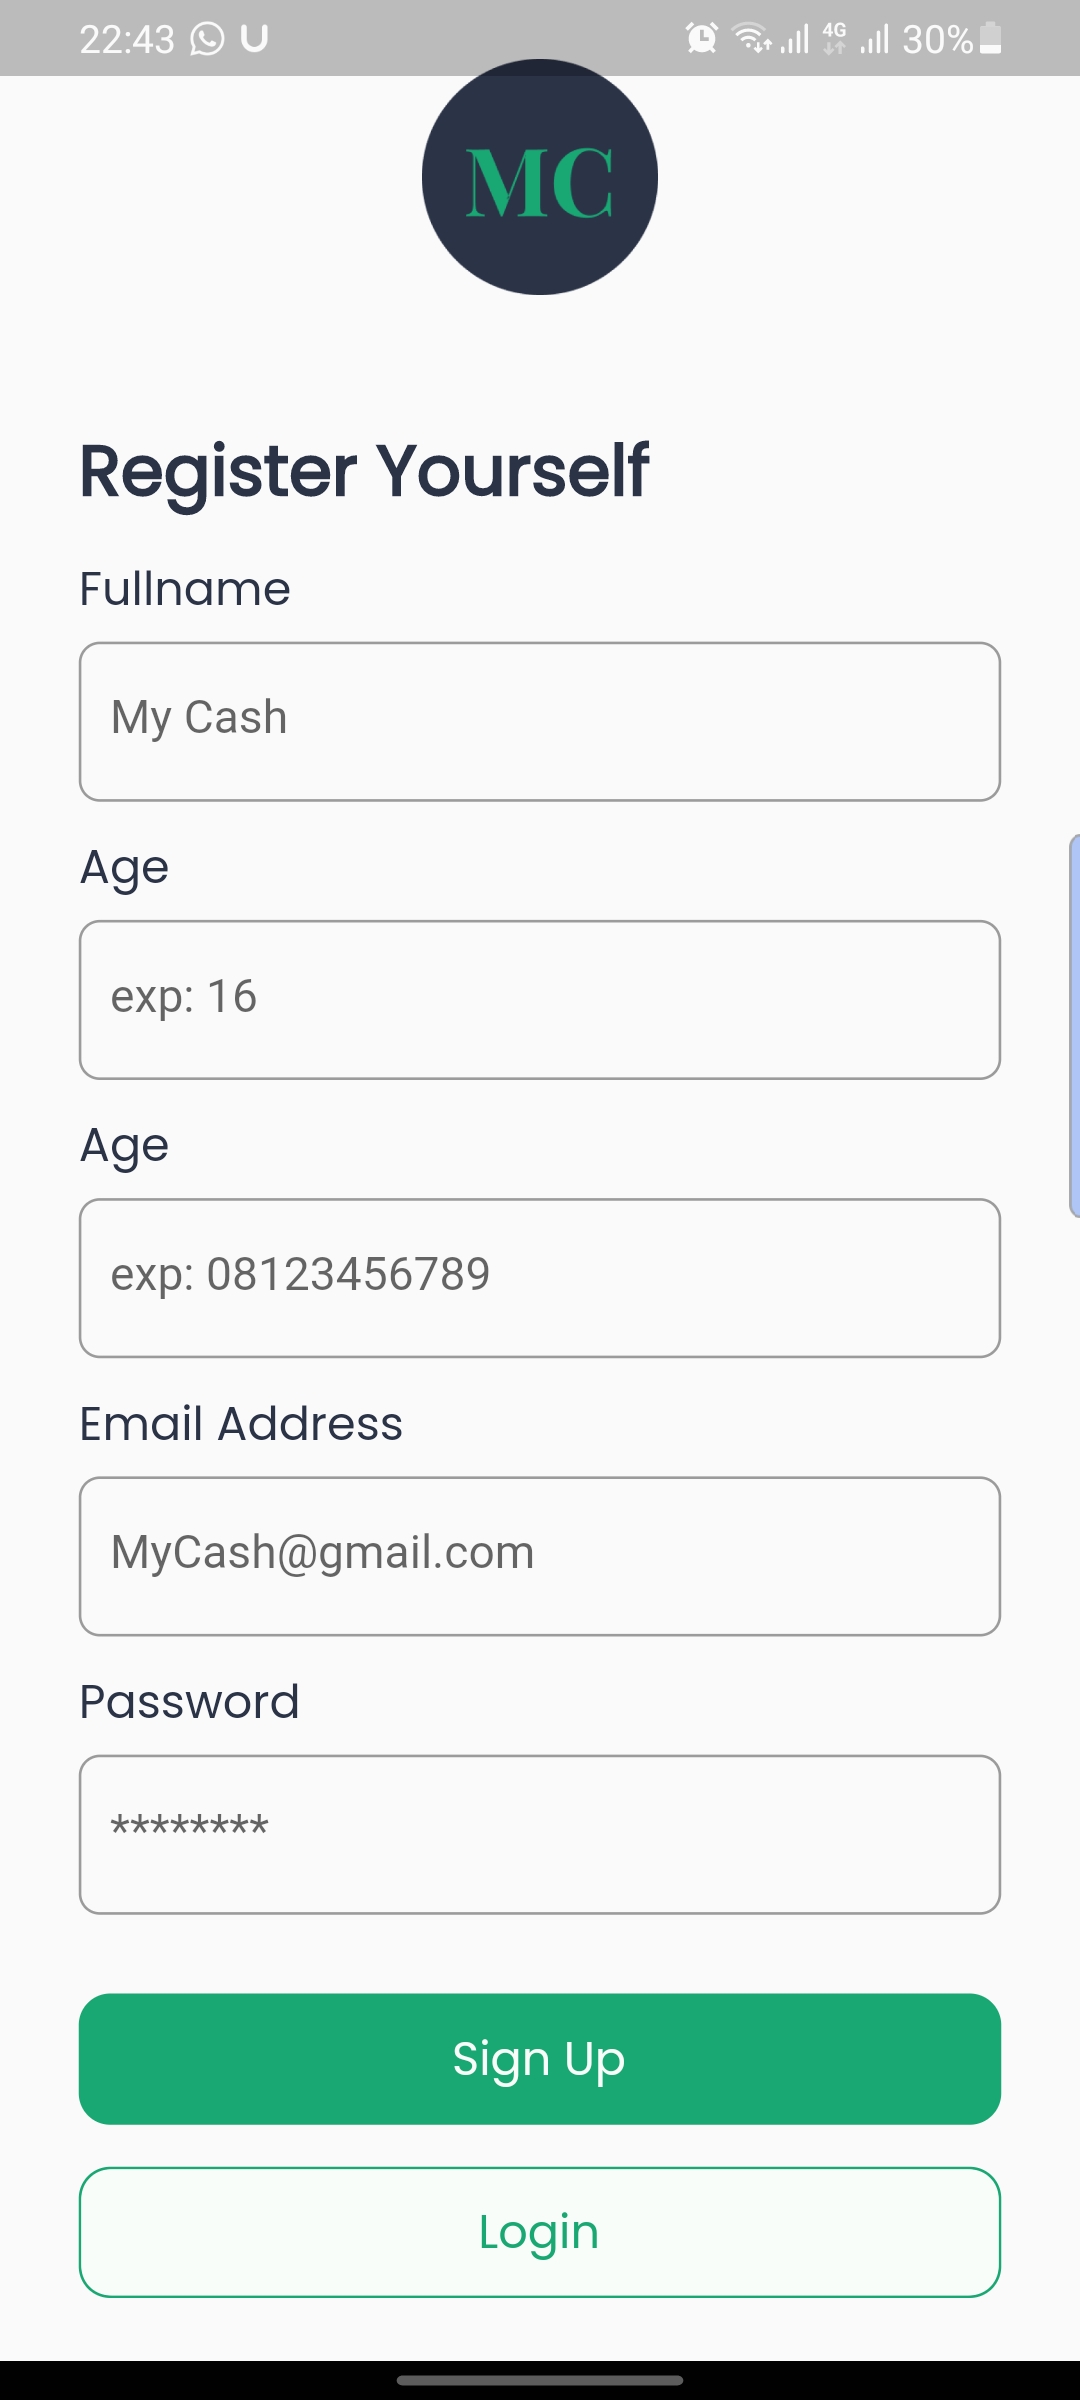 22:43 4G 30%
MC
Register Yourself
Fullname
My Cash
Age
exp: 16
Age
exp: 08123456789
Email Address
MyCash@gmail.com
Password
********
Sign Up
Login